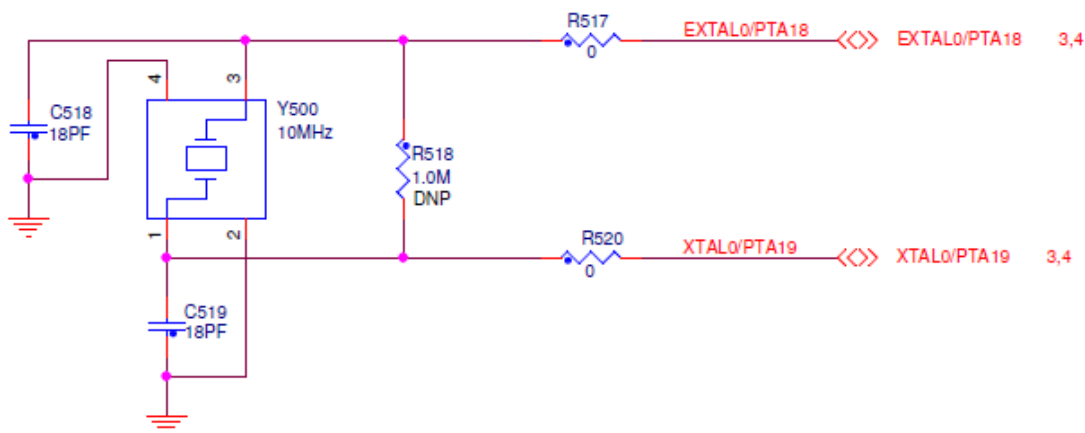 R517
0
EXTAL0/PTA18
EXTAL0/PTA18 3,4
4
3
C518
18PF
Y500
10MHz
R518
1.0M
DNP
1
2
R520
0
XTAL0/PTA19
XTAL0/PTA19 3,4
C519
18PF